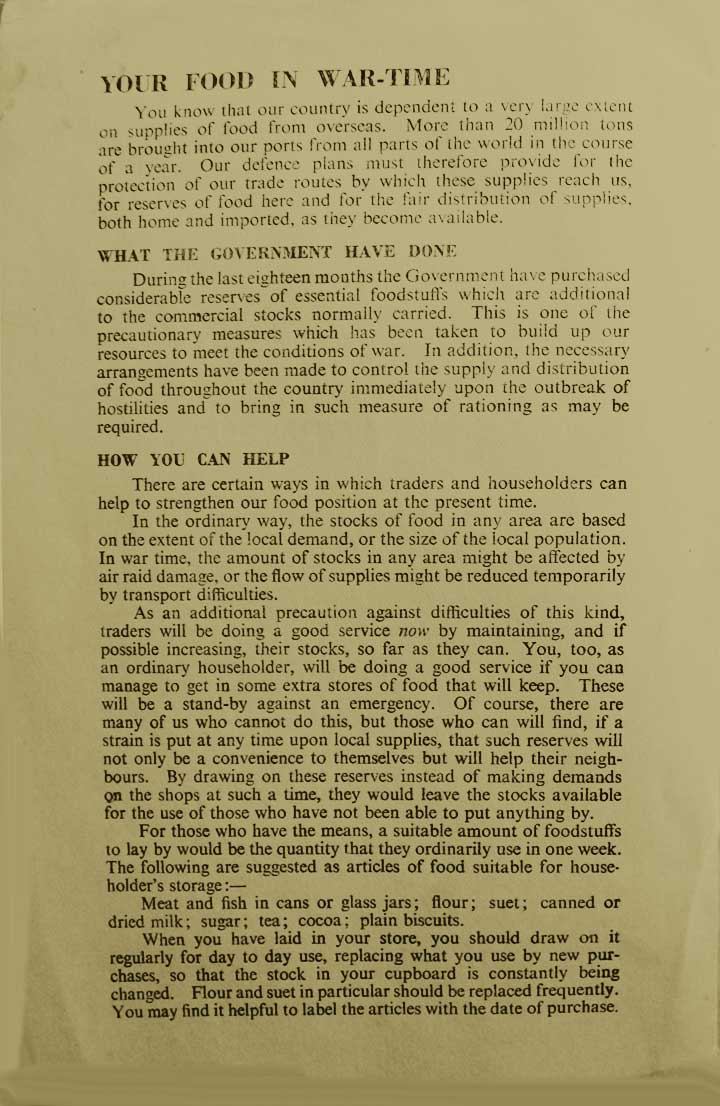 YOUR FOOD IN WAR-TIME
You know that our country is dependent to a very large extent
on supplies of food from overseas. More than 20 million tons
are brought into our ports from all parts of the world in the course
of a year. Our defence plans must therefore provide for the
protection of our trade routes by which these supplies reach us,
for reserves of food here and for the fair distribution of supplies,
both home and imported, as they become available.
WHAT THE GOVERNMENT HAVE DONE
During the last eighteen months the Government have purchased
considerable reserves of essential foodstuffs which are additional
to the commercial stocks normally carried. This is one of the
precautionary measures which has been taken to build up our
resources to meet the conditions of war. In addition, the necessary
arrangements have been made to control the supply and distribution
of food throughout the country immediately upon the outbreak of
hostilities and to bring in such measure of rationing as may be
required.
HOW YOU CAN HELP
There are certain ways in which traders and householders can
help to strengthen our food position at the present time.
In the ordinary way, the stocks of food in any area are based
on the extent of the local demand, or the size of the local population.
In war time, the amount of stocks in any area might be affected by
air raid damage, or the flow of supplies might be reduced temporarily
by transport difficulties.
As an additional precaution against difficulties of this kind,
traders will be doing a good service now by maintaining, and if
possible increasing, their stocks, so far as they can. You, too, as
an ordinary householder, will be doing a good service if you can
manage to get in some extra stores of food that will keep. These
will be a stand-by against an emergency. Of course, there are
many of us who cannot do this, but those who can will find, if a
strain is put at any time upon local supplies, that such reserves will
not only be a convenience to themselves but will help their neigh-
bours. By drawing on these reserves instead of making demands
on the shops at such a time, they would leave the stocks available
for the use of those who have not been able to put anything by.
For those who have the means, a suitable amount of foodstuffs
to lay by would be the quantity that they ordinarily use in one week.
The following are suggested as articles of food suitable for house-
holder's storage:—
Meat and fish in cans or glass jars; flour; suet; canned or
dried milk; sugar; tea; cocoa; plain biscuits.
When you have laid in your store, you should draw on it
regularly for day to day use, replacing what you use by new pur-
chases, so that the stock in your cupboard is constantly being
changed. Flour and suet in particular should be replaced frequently.
You may find it helpful to label the articles with the date of purchase.